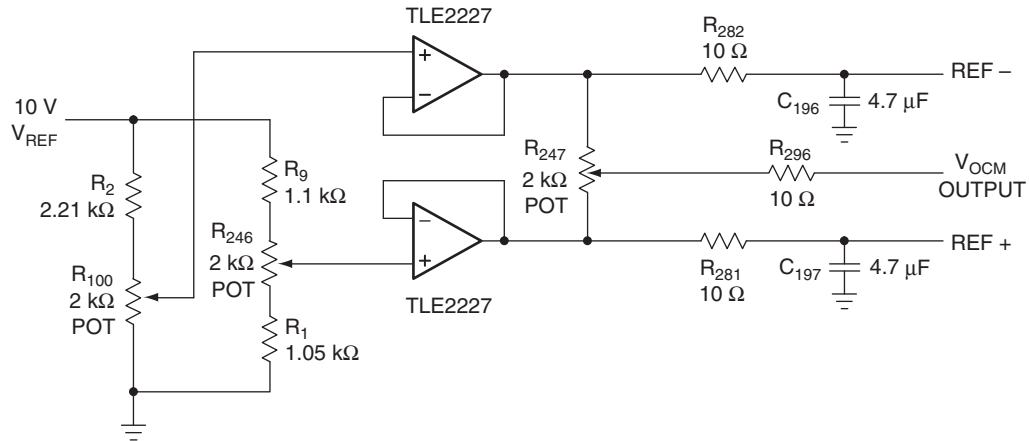 TLE2227
R282
10 Ω
REF –
C196
4.7 μF
10 V
VREF
R2
2.21 kΩ
R9
1.1 kΩ
R247
2 kΩ
POT
R296
10 Ω
VOCM
OUTPUT
R246
2 kΩ
POT
R100
2 kΩ
POT
R1
1.05 kΩ
TLE2227
R281
10 Ω
REF +
C197
4.7 μF
+
–
–
+